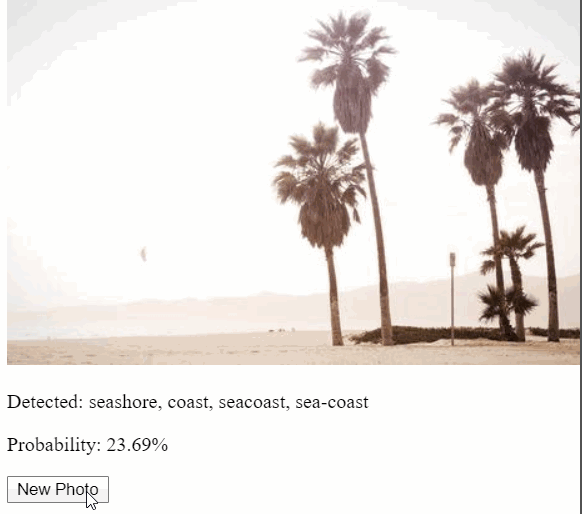 Detected: seashore, coast, seacoast, sea-coast
Probability: 23.69%
New Photo